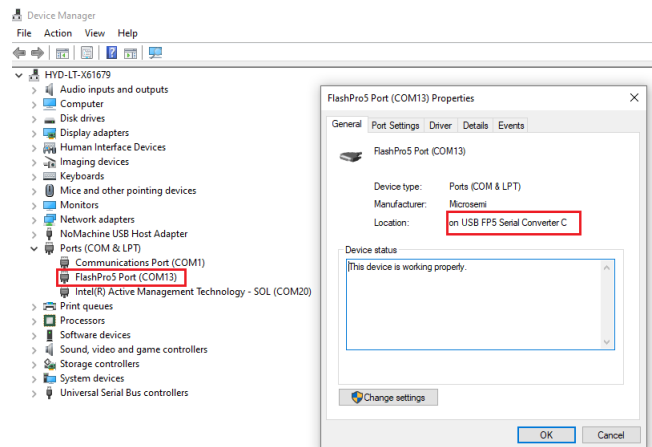 Device Manager
File Action View Help
HYD-LT-X61679
Audio inputs and outputs
Computer
Disk drives
Display adapters
Human Interface Devices
Imaging devices
Keyboards
Mice and other pointing devices
Monitors
Network adapters
NoMachine USB Host Adapter
Ports (COM & LPT)
Communications Port (COM1)
FlashPro5 Port (COM13)
Intel(R) Active Management Technology - SOL (COM20)
Print queues
Processors
Software devices
Sound, video and game controllers
Storage controllers
System devices
Universal Serial Bus controllers
FlashPro5 Port (COM13) Properties
General Port Settings Driver Details Events
FlashPro5 Port (COM13)
Device type: Ports (COM & LPT)
Manufacturer: Microsemi
Location: on USB FP5 Serial Converter C
Device status
This device is working properly.
Change settings
OK Cancel